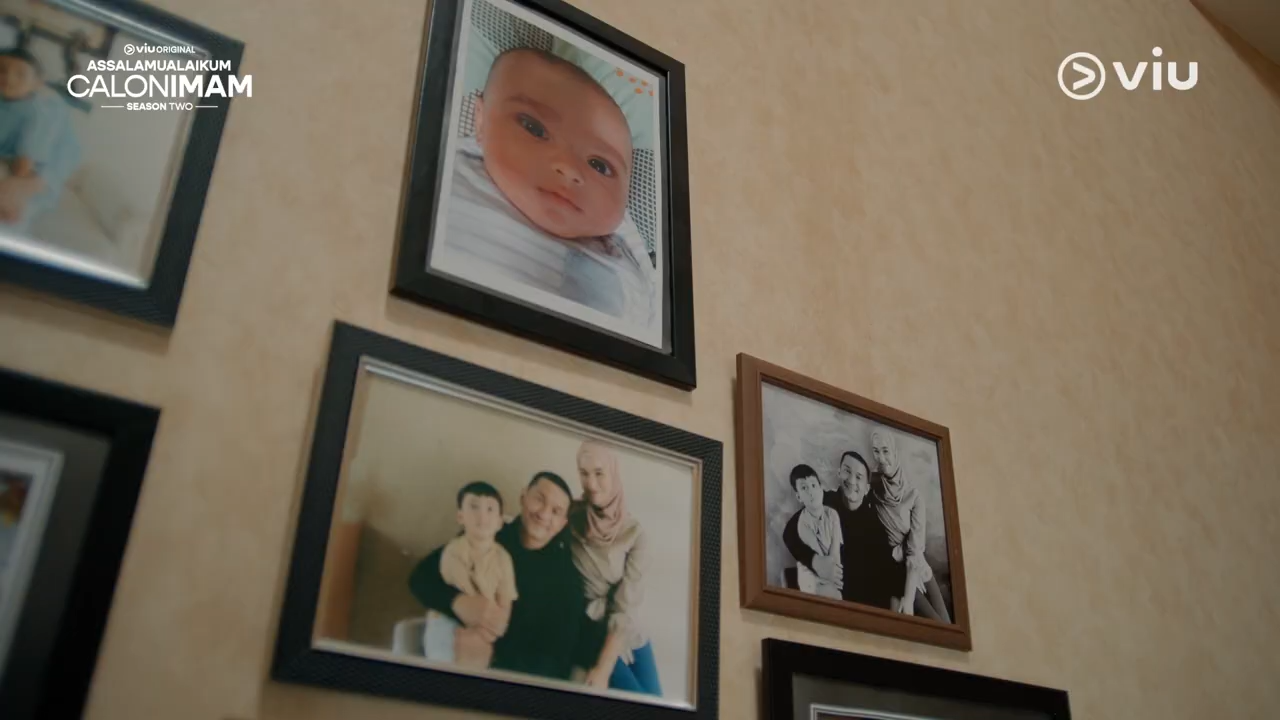 viu ORIGINAL
ASSALAMUALAIKUM
CALONIMAM
SEASON TWO
viu